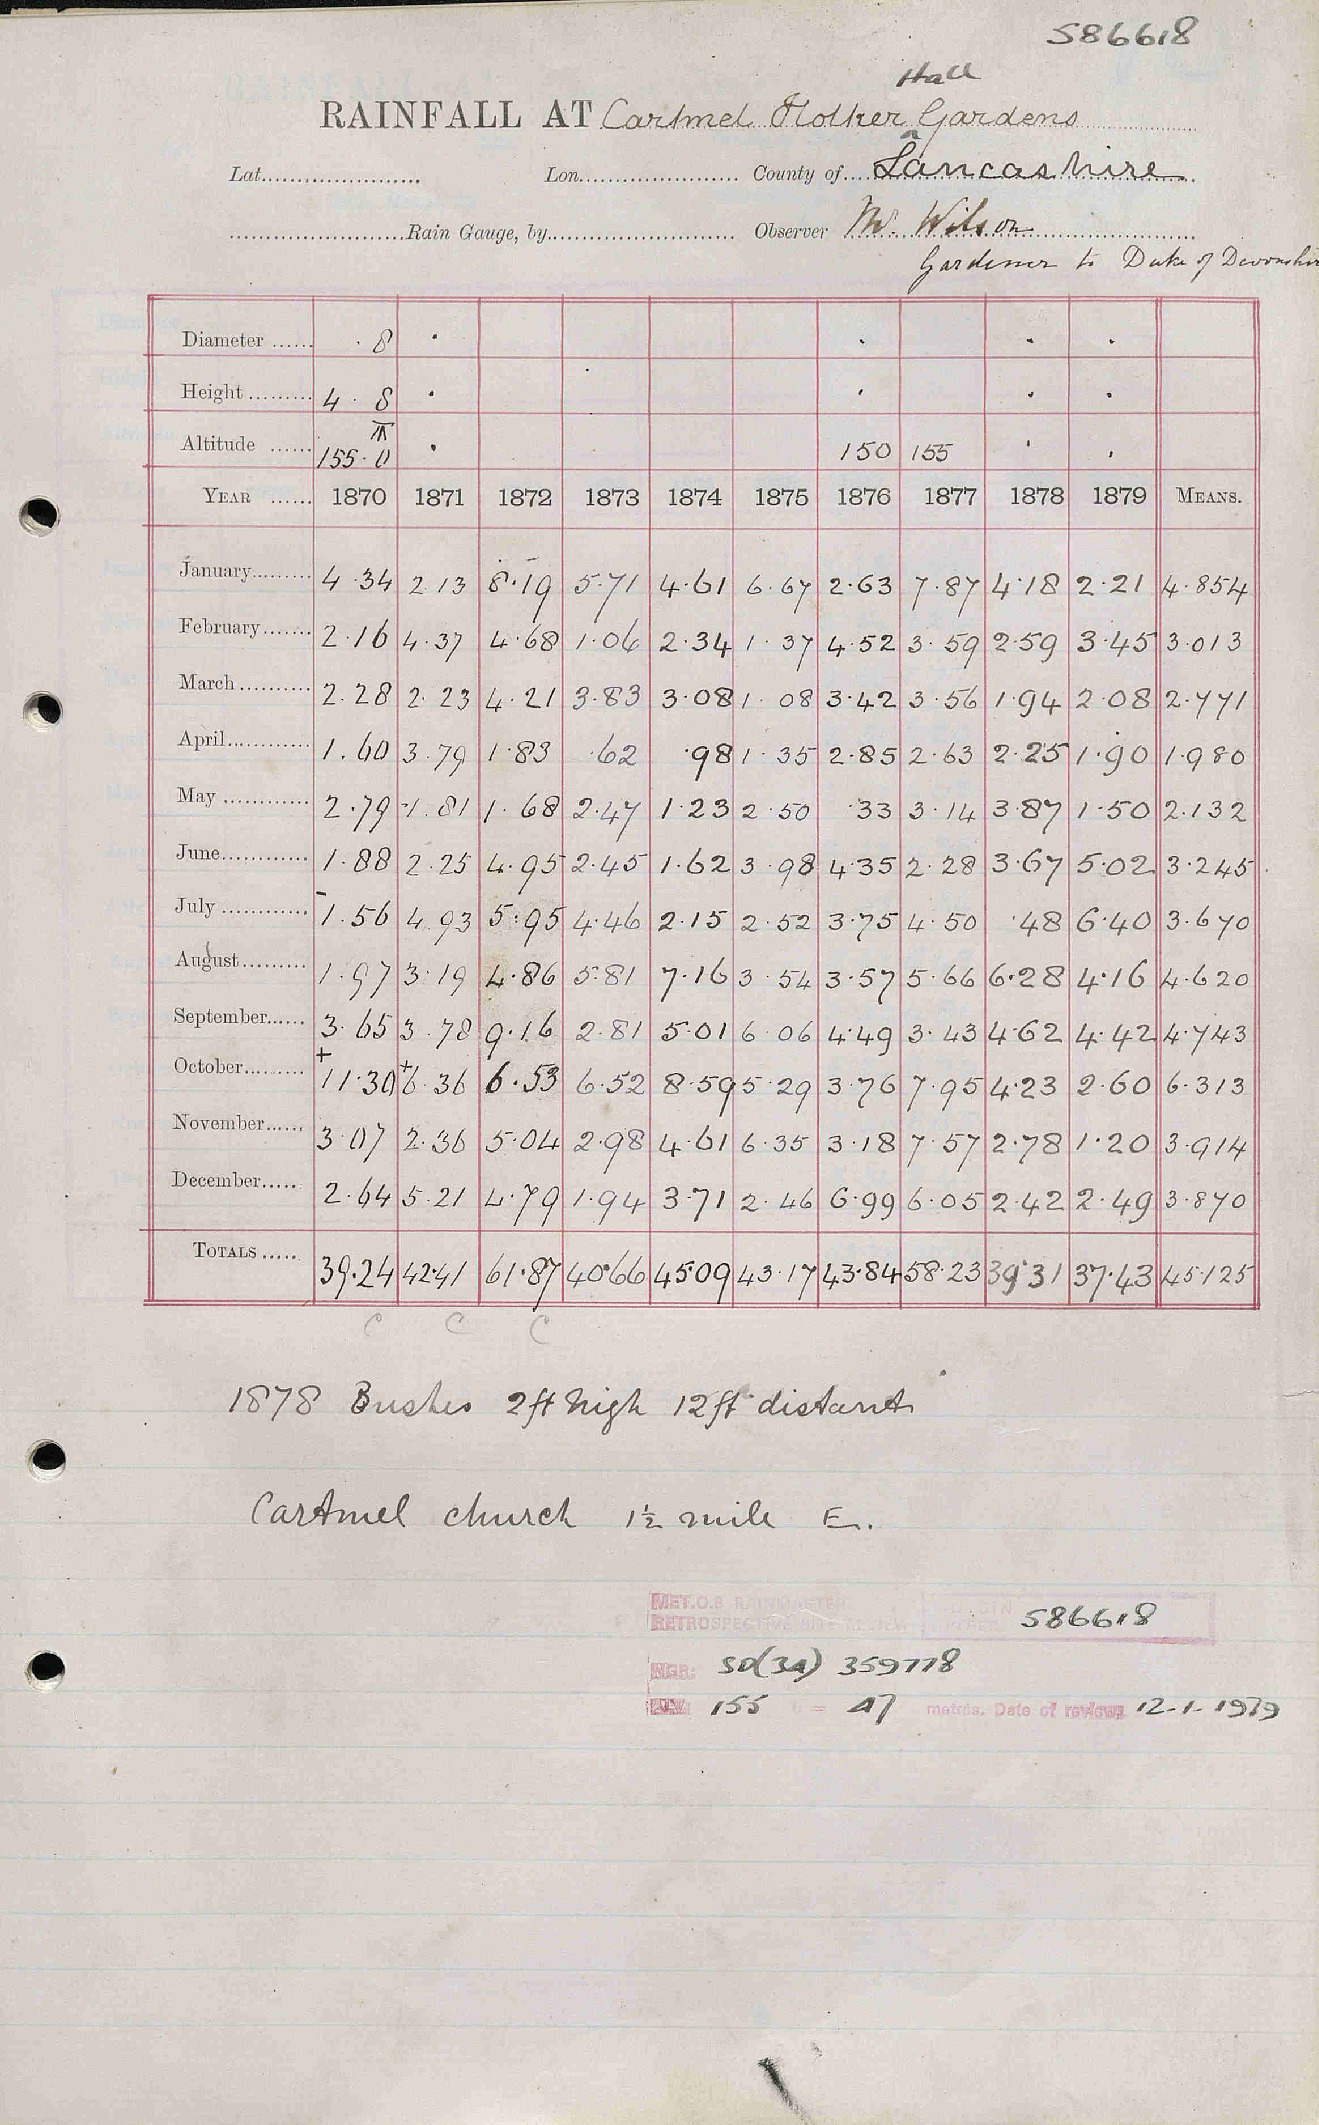 586618
Hall
RAINFALL AT Cartmel Holker ^ Gardens
Lat. Lon. County of Lancashire
Rain Gauge, by Observer Mr. Wilson
Gardener to Duke of Devonshire
Diameter 8
Height 4 . 8
Altitude 155.0 T 150 155
YEAR 1870 1871 1872 1873 1874 1875 1876 1877 1878 1879 MEANS.
January 4.34 2.13 8.19 5.71 4.61 6.67 2.63 7.87 4.18 2.21 4.854
February 2.16 4.37 4.68 1.06 2.34 1.37 4.52 3.59 2.59 3.45 3.013
March 2.28 2.23 4.21 3.83 3.08 1.08 3.42 3.56 1.94 2.08 2.771
April 1.60 3.79 1.83 .62 .98 1.35 2.85 2.63 2.25 1.90 1.980
May 2.79 1.81 1.68 2.47 1.23 2.50 .33 3.14 3.87 1.50 2.132
June 1.88 2.25 4.95 2.45 1.62 3.98 4.35 2.28 3.67 5.02 3.245
July 1.56 4.93 5.95 4.46 2.15 2.52 3.75 4.50 .48 6.40 3.670
August 1.97 3.19 4.86 5.81 7.16 3.54 3.57 5.66 6.28 4.16 4.620
September 3.65 3.78 9.16 2.81 5.01 6.06 4.49 3.43 4.62 4.42 4.743
October +11.30 +6.36 6.53 6.52 8.59 5.29 3.76 7.95 4.23 2.60 6.313
November 3.07 2.36 5.04 2.98 4.61 6.35 3.18 7.57 2.78 1.20 3.914
December 2.64 5.21 4.79 1.94 3.71 2.46 6.99 6.05 2.42 2.49 3.870
TOTALS 39.24 42.41 61.87 40.66 45.09 43.17 43.84 58.23 39.31 37.43 45.125
C C C
1878 Bushes 2ft high 12ft distant
Cartmel church 1½ mile E.
MET.O.8 RAINMASTER
RETROSPECTIVE SITE REVIEW 586618
NGR: SD(34) 359778
155 = 47 metres. Date of review 12-1-1979